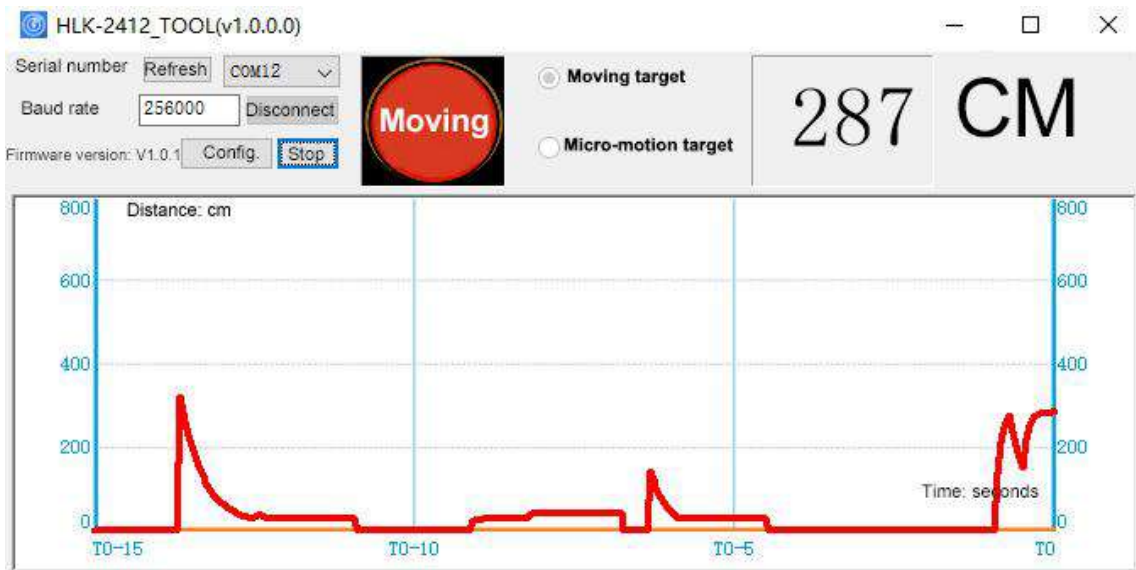 HLK-2412_TOOL(v1.0.0.0)
Serial number Refresh COM12
Baud rate 256000 Disconnect
Firmware version: V1.0.1 Config. Stop
Moving
Moving target
Micro-motion target
287 CM
800 Distance: cm 800
600 600
400 400
200 200
Time: seconds
0 0
T0-15 T0-10 T0-5 T0